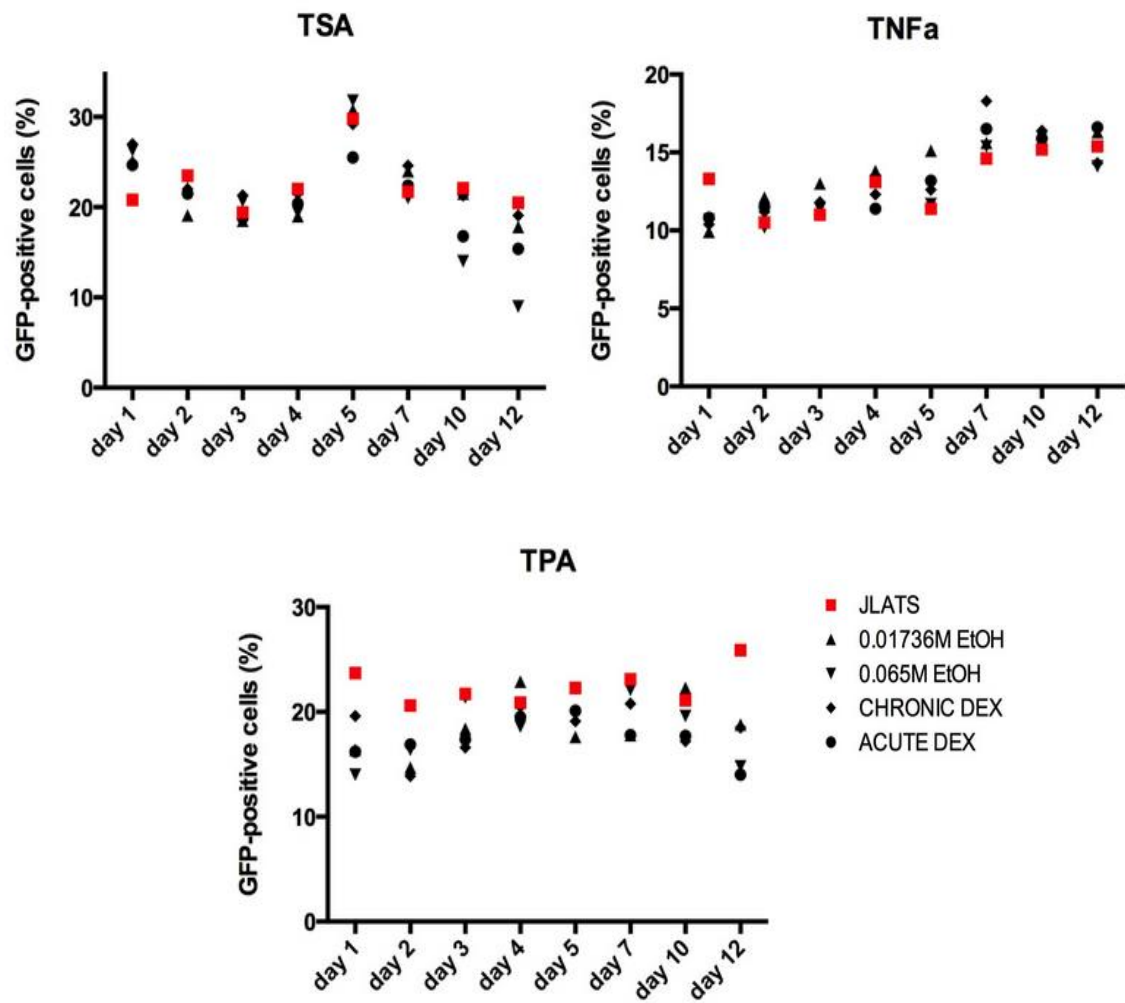 TSA
GFP-positive cells (%)
30
20
10
0
day 1
day 2
day 3
day 4
day 5
day 7
day 10
day 12
TNFa
GFP-positive cells (%)
20
15
10
5
0
day 1
day 2
day 3
day 4
day 5
day 7
day 10
day 12
TPA
GFP-positive cells (%)
30
20
10
0
day 1
day 2
day 3
day 4
day 5
day 7
day 10
day 12
JLATS
0.01736M EtOH
0.065M EtOH
CHRONIC DEX
ACUTE DEX